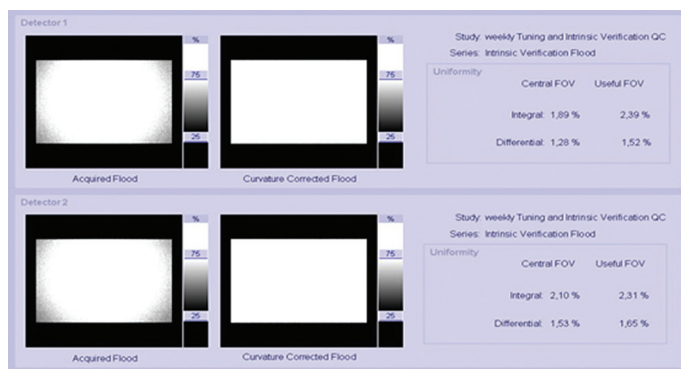 Detector 1
Study: weekly Tuning and Intrinsic Verification QC
Series: Intrinsic Verification Flood
%
75
25
%
75
25
Uniformity
Central FOV Useful FOV
Integral: 1,89 % 2,39 %
Differential: 1,28 % 1,52 %
Acquired Flood
Curvature Corrected Flood
Detector 2
Study: weekly Tuning and Intrinsic Verification QC
Series: Intrinsic Verification Flood
%
75
25
%
75
25
Uniformity
Central FOV Useful FOV
Integral: 2,10 % 2,31 %
Differential: 1,53 % 1,65 %
Acquired Flood
Curvature Corrected Flood